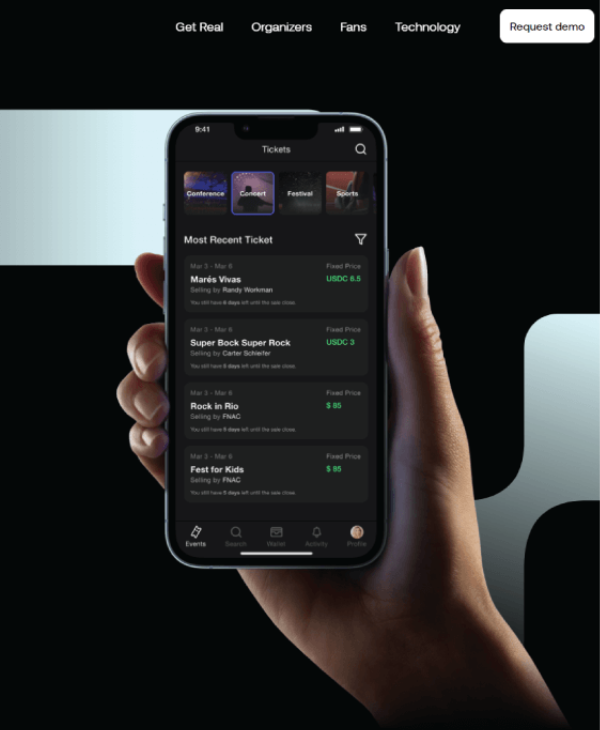 Get Real Organizers Fans Technology Request demo
9:41
Tickets
Conference Concert Festival Sports
Most Recent Ticket
Mar 3 - Mar 6 Fixed Price
Marés Vivas USDC 6.5
Selling by Randy Workman
You still have 6 days left until the sale close.
Mar 3 - Mar 6 Fixed Price
Super Bock Super Rock USDC 3
Selling by Carter Schleifer
You still have days left until the sale close.
Mar 3 - Mar 6 Fixed Price
Rock in Rio $ 85
Selling by FNAC
You still have days left until the sale close.
Mar 3 - Mar 6 Fixed Price
Fest for Kids $ 85
Selling by FNAC
You still have days left until the sale close.
Events Search Wallet Activity Profile